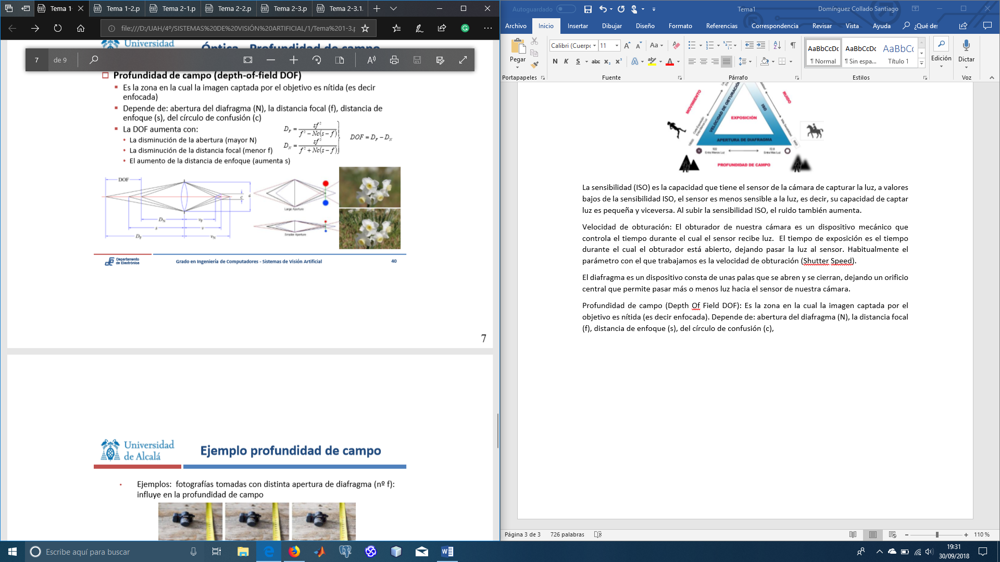 Tema 1-
Tema 1-2.p
Tema 2-1.p
Tema 2-2.p
Tema 2-3.p
Tema 2-3.1.
file:///D:/UAH/4º/SISTEMAS%20DE%20VISIÓN%20ARTIFICIAL/1/Tema%201-3.p
Universidad
Óptica - Profundidad de campo
7 de 9
Profundidad de campo (depth-of-field DOF)
Es la zona en la cual la imagen captada por el objetivo es nítida (es decir
enfocada)
Depende de: abertura del diafragma (N), la distancia focal (f), distancia de
enfoque (s), del círculo de confusión (c)
La DOF aumenta con:
La disminución de la abertura (mayor N)
La disminución de la distancia focal (menor f)
El aumento de la distancia de enfoque (aumenta s)
D_F = sf² / (f² − Nc(s − f))
D_N = sf² / (f² + Nc(s − f))
DOF = D_F − D_N
DOF
c
D_N
v_F
s
v
D_F
v_N
Large Aperture
Smaller Aperture
Departamento
de Electrónica
Grado en Ingeniería de Computadores - Sistemas de Visión Artificial
40
7
Universidad
de Alcalá
Ejemplo profundidad de campo
Ejemplos: fotografías tomadas con distinta apertura de diafragma (nº f):
influye en la profundidad de campo
Autoguardado
Tema1
Domínguez Collado Santiago
Archivo
Inicio
Insertar
Dibujar
Diseño
Formato
Referencias
Correspondencia
Revisar
Vista
Ayuda
¿Qué de
Pegar
Calibri (Cuerpo
11
Aa
N K S abc x₂ x²
AaBbCcDc
¶ Normal
AaBbCcDc
¶ Sin espa...
AaBbCc
Título 1
Edición
Dictar
Portapapeles
Fuente
Párrafo
Estilos
Voz
MOVIMIENTO
VELOCIDAD DE OBTURACIÓN
ISO
RUIDO
EXPOSICIÓN
APERTURA DE DIAFRAGMA
Entra Menos Luz
Entra Más Luz
PROFUNDIDAD DE CAMPO
La sensibilidad (ISO) es la capacidad que tiene el sensor de la cámara de capturar la luz, a valores
bajos de la sensibilidad ISO, el sensor es menos sensible a la luz, es decir, su capacidad de captar
luz es pequeña y viceversa. Al subir la sensibilidad ISO, el ruido también aumenta.
Velocidad de obturación: El obturador de nuestra cámara es un dispositivo mecánico que
controla el tiempo durante el cual el sensor recibe luz. El tiempo de exposición es el tiempo
durante el cual el obturador está abierto, dejando pasar la luz al sensor. Habitualmente el
parámetro con el que trabajamos es la velocidad de obturación (Shutter Speed).
El diafragma es un dispositivo consta de unas palas que se abren y se cierran, dejando un orificio
central que permite pasar más o menos luz hacia el sensor de nuestra cámara.
Profundidad de campo (Depth Of Field DOF): Es la zona en la cual la imagen captada por el
objetivo es nítida (es decir enfocada). Depende de: abertura del diafragma (N), la distancia focal
(f), distancia de enfoque (s), del círculo de confusión (c),
Página 3 de 3
726 palabras
110 %
Escribe aquí para buscar
19:31
30/09/2018